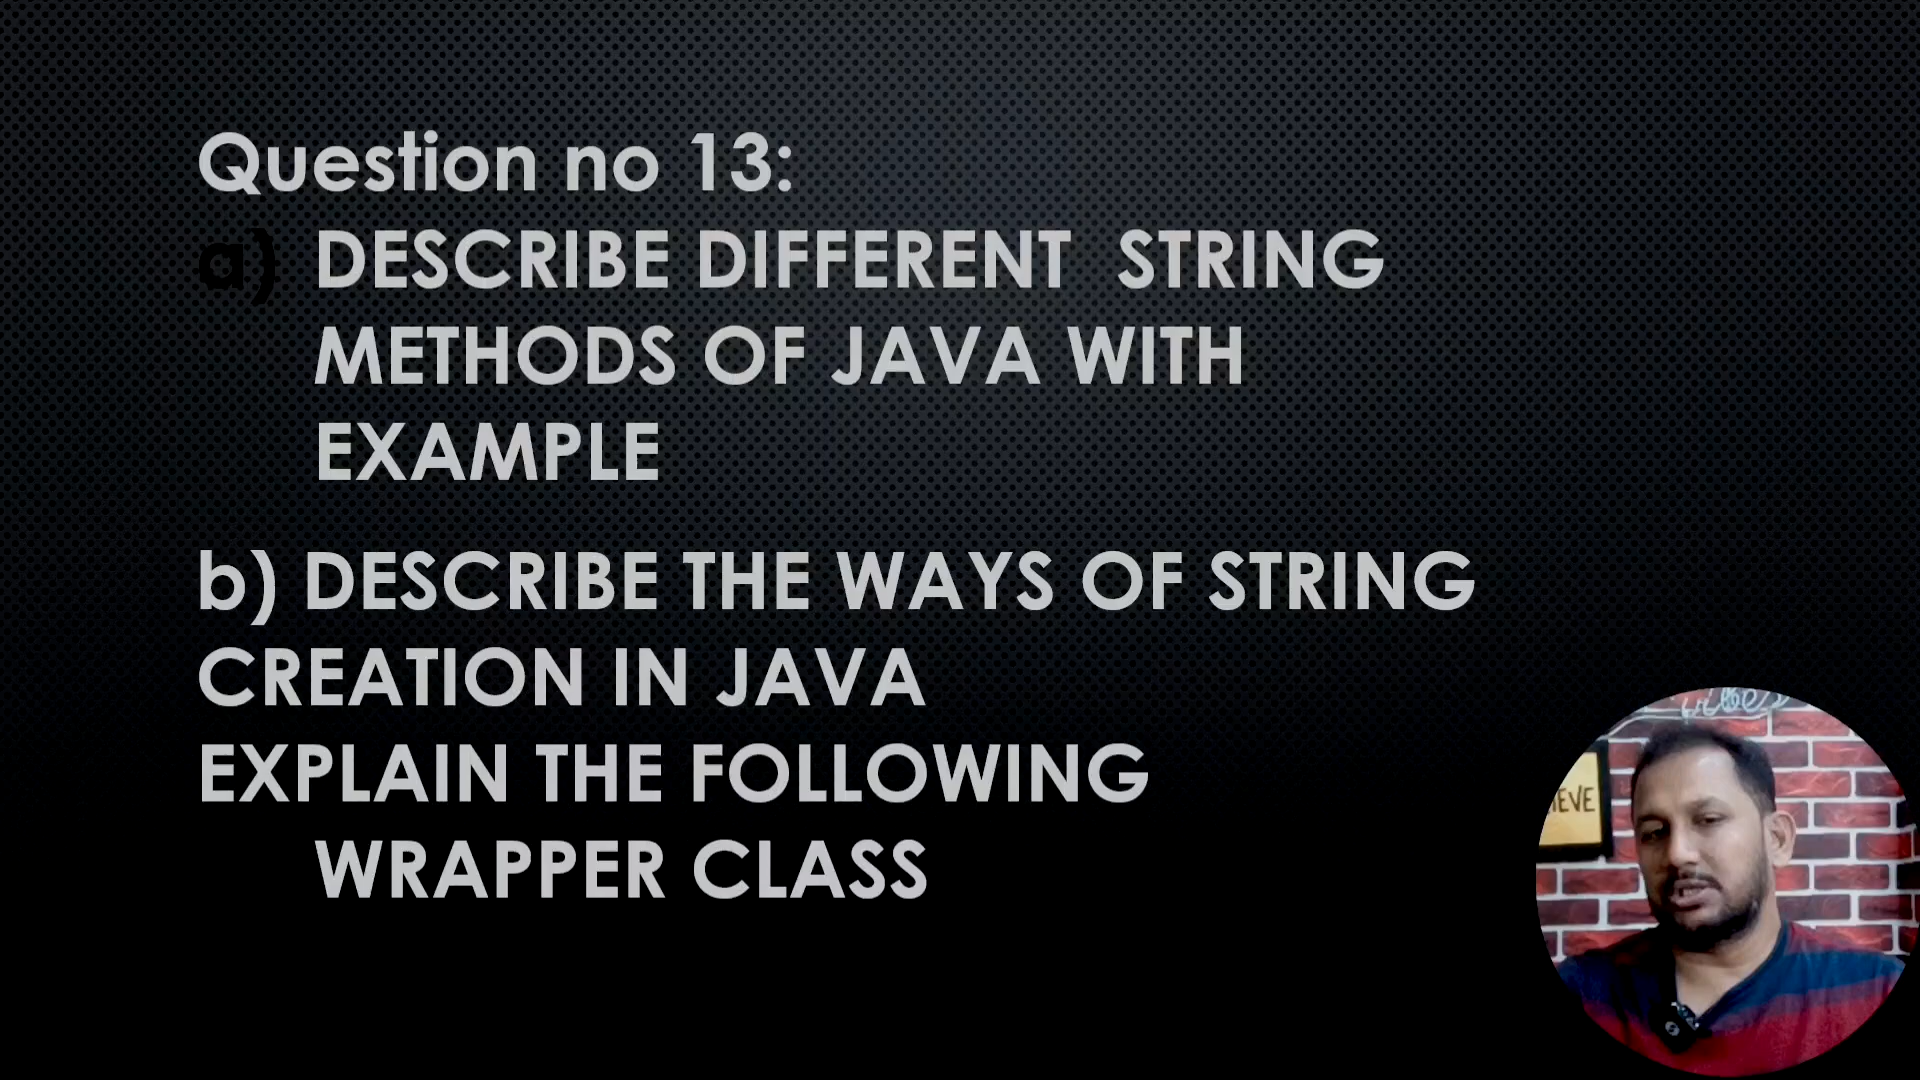 Question no 13:
a) DESCRIBE DIFFERENT STRING
METHODS OF JAVA WITH
EXAMPLE
b) DESCRIBE THE WAYS OF STRING
CREATION IN JAVA
EXPLAIN THE FOLLOWING
WRAPPER CLASS